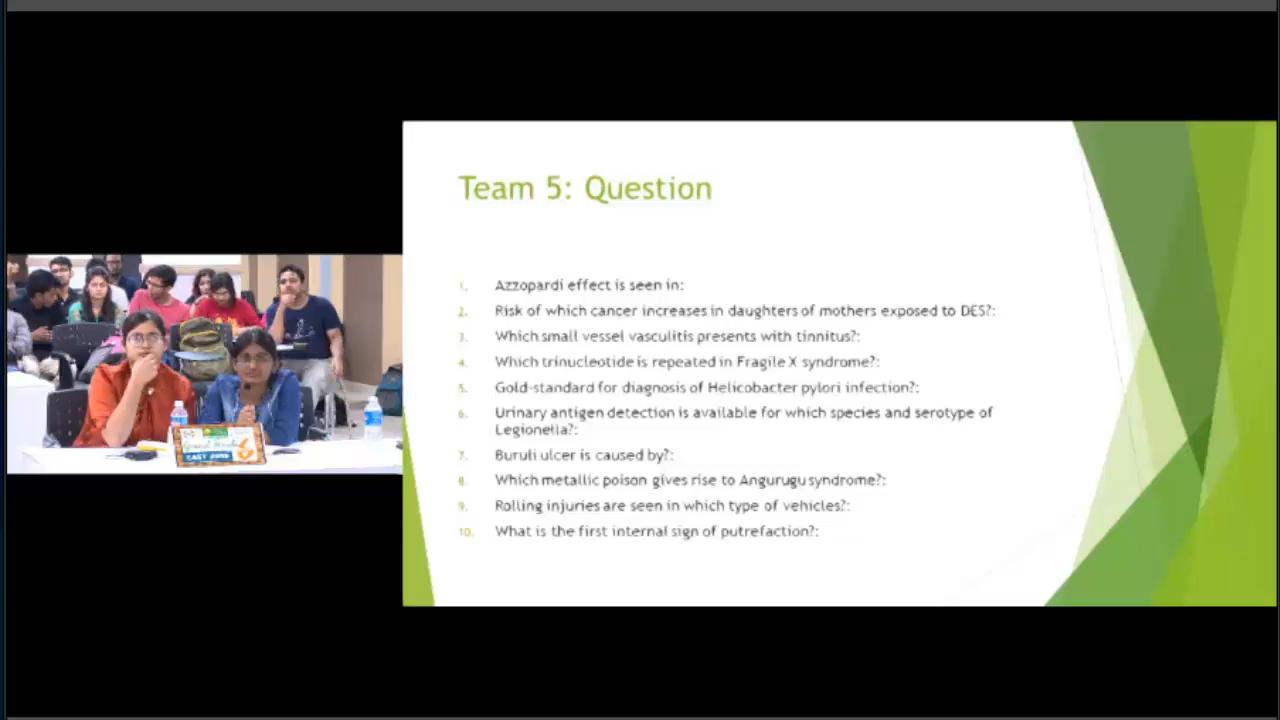 Team 5: Question
1. Azzopardi effect is seen in:
2. Risk of which cancer increases in daughters of mothers exposed to DES?:
3. Which small vessel vasculitis presents with tinnitus?:
4. Which trinucleotide is repeated in Fragile X syndrome?:
5. Gold-standard for diagnosis of Helicobacter pylori infection?:
6. Urinary antigen detection is available for which species and serotype of
Legionella?:
7. Buruli ulcer is caused by?:
8. Which metallic poison gives rise to Angurugu syndrome?:
9. Rolling injuries are seen in which type of vehicles?:
10. What is the first internal sign of putrefaction?:
EAST ZONE